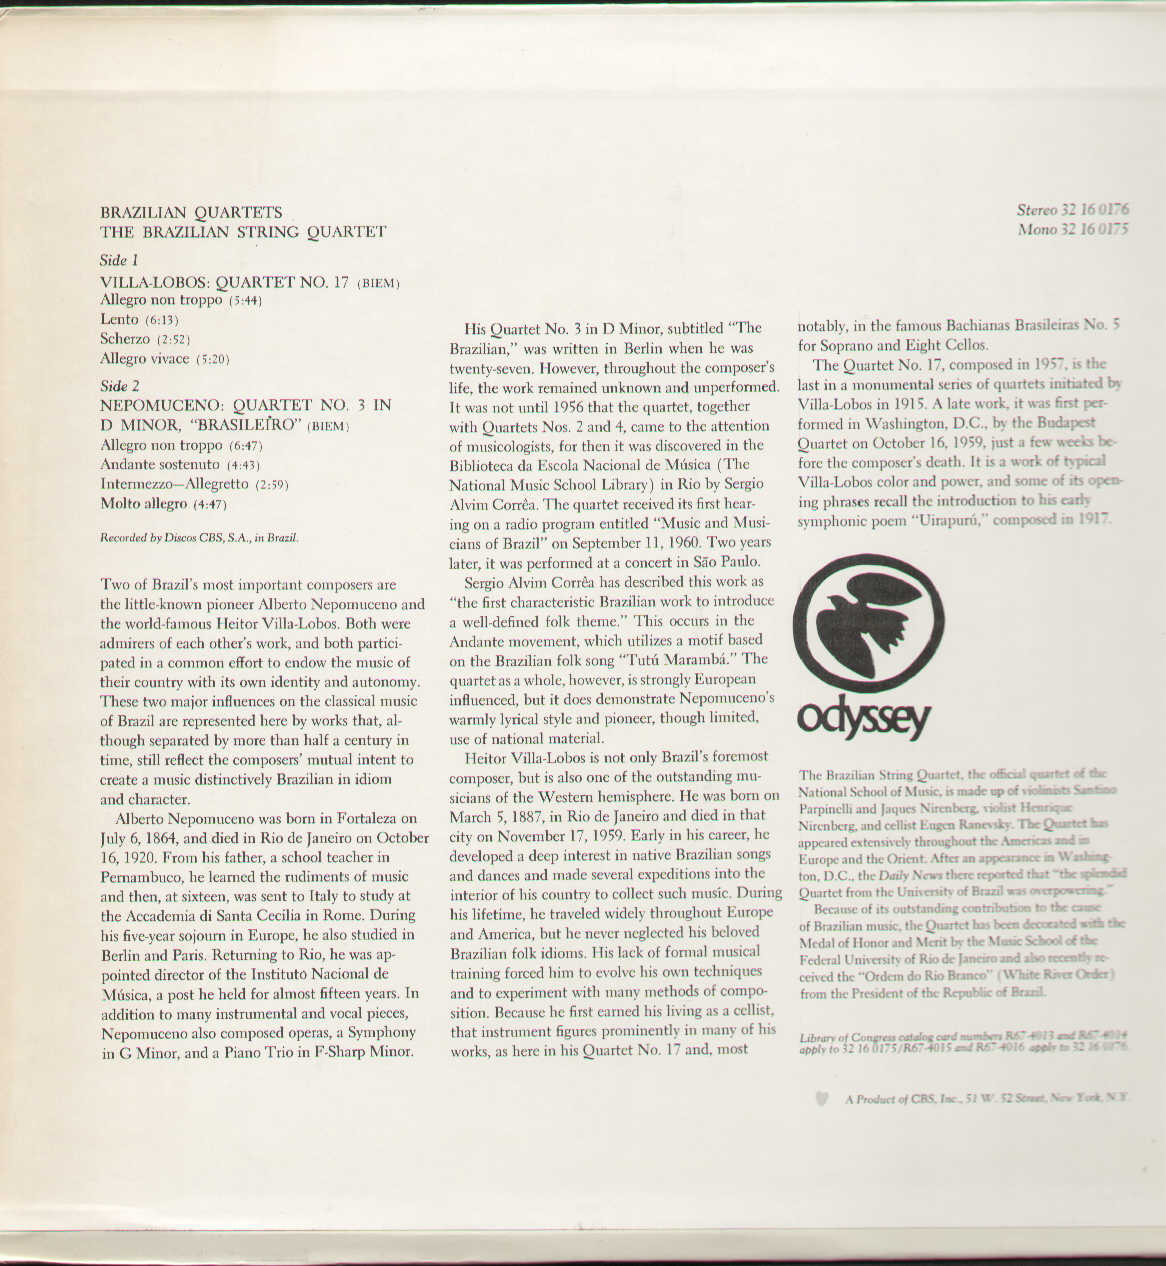 BRAZILIAN QUARTETS
THE BRAZILIAN STRING QUARTET
Side 1
VILLA-LOBOS: QUARTET NO. 17 (BIEM)
Allegro non troppo (5:44)
Lento (6:13)
Scherzo (2:52)
Allegro vivace (5:20)
Side 2
NEPOMUCENO: QUARTET NO. 3 IN
D MINOR, “BRASILEÍRO” (BIEM)
Allegro non troppo (6:47)
Andante sostenuto (4:43)
Intermezzo—Allegretto (2:59)
Molto allegro (4:47)
Recorded by Discos CBS, S.A., in Brazil.
Two of Brazil's most important composers are
the little-known pioneer Alberto Nepomuceno and
the world-famous Heitor Villa-Lobos. Both were
admirers of each other's work, and both partici-
pated in a common effort to endow the music of
their country with its own identity and autonomy.
These two major influences on the classical music
of Brazil are represented here by works that, al-
though separated by more than half a century in
time, still reflect the composers' mutual intent to
create a music distinctively Brazilian in idiom
and character.
Alberto Nepomuceno was born in Fortaleza on
July 6, 1864, and died in Rio de Janeiro on October
16, 1920. From his father, a school teacher in
Pernambuco, he learned the rudiments of music
and then, at sixteen, was sent to Italy to study at
the Accademia di Santa Cecilia in Rome. During
his five-year sojourn in Europe, he also studied in
Berlin and Paris. Returning to Rio, he was ap-
pointed director of the Instituto Nacional de
Música, a post he held for almost fifteen years. In
addition to many instrumental and vocal pieces,
Nepomuceno also composed operas, a Symphony
in G Minor, and a Piano Trio in F-Sharp Minor.
His Quartet No. 3 in D Minor, subtitled “The
Brazilian,” was written in Berlin when he was
twenty-seven. However, throughout the composer's
life, the work remained unknown and unperformed.
It was not until 1956 that the quartet, together
with Quartets Nos. 2 and 4, came to the attention
of musicologists, for then it was discovered in the
Biblioteca da Escola Nacional de Música (The
National Music School Library) in Rio by Sergio
Alvim Corrêa. The quartet received its first hear-
ing on a radio program entitled “Music and Musi-
cians of Brazil” on September 11, 1960. Two years
later, it was performed at a concert in São Paulo.
Sergio Alvim Corrêa has described this work as
“the first characteristic Brazilian work to introduce
a well-defined folk theme.” This occurs in the
Andante movement, which utilizes a motif based
on the Brazilian folk song “Tutú Marambá.” The
quartet as a whole, however, is strongly European
influenced, but it does demonstrate Nepomuceno's
warmly lyrical style and pioneer, though limited,
use of national material.
Heitor Villa-Lobos is not only Brazil's foremost
composer, but is also one of the outstanding mu-
sicians of the Western hemisphere. He was born on
March 5, 1887, in Rio de Janeiro and died in that
city on November 17, 1959. Early in his career, he
developed a deep interest in native Brazilian songs
and dances and made several expeditions into the
interior of his country to collect such music. During
his lifetime, he traveled widely throughout Europe
and America, but he never neglected his beloved
Brazilian folk idioms. His lack of formal musical
training forced him to evolve his own techniques
and to experiment with many methods of compo-
sition. Because he first earned his living as a cellist,
that instrument figures prominently in many of his
works, as here in his Quartet No. 17 and, most
Stereo 32 16 0176
Mono 32 16 0175
notably, in the famous Bachianas Brasileiras No. 5
for Soprano and Eight Cellos.
The Quartet No. 17, composed in 1957, is the
last in a monumental series of quartets initiated by
Villa-Lobos in 1915. A late work, it was first per-
formed in Washington, D.C., by the Budapest
Quartet on October 16, 1959, just a few weeks be-
fore the composer's death. It is a work of typical
Villa-Lobos color and power, and some of its open-
ing phrases recall the introduction to his early
symphonic poem “Uirapurú,” composed in 1917.
odyssey
The Brazilian String Quartet, the official quartet of the
National School of Music, is made up of violinists Santino
Parpinelli and Jaques Nirenberg, violist Henrique
Nirenberg, and cellist Eugen Ranevsky. The Quartet has
appeared extensively throughout the Americas and in
Europe and the Orient. After an appearance in Washing-
ton, D.C., the Daily News there reported that “the splendid
Quartet from the University of Brazil was overpowering.”
Because of its outstanding contribution to the cause
of Brazilian music, the Quartet has been decorated with the
Medal of Honor and Merit by the Music School of the
Federal University of Rio de Janeiro and also recently re-
ceived the “Ordem do Rio Branco” (White River Order)
from the President of the Republic of Brazil.
Library of Congress catalog card numbers R67-4013 and R67-4014
apply to 32 16 0175/R67-4015 and R67-4016 apply to 32 16 0176.
A Product of CBS, Inc., 51 W. 52 Street, New York, N.Y.